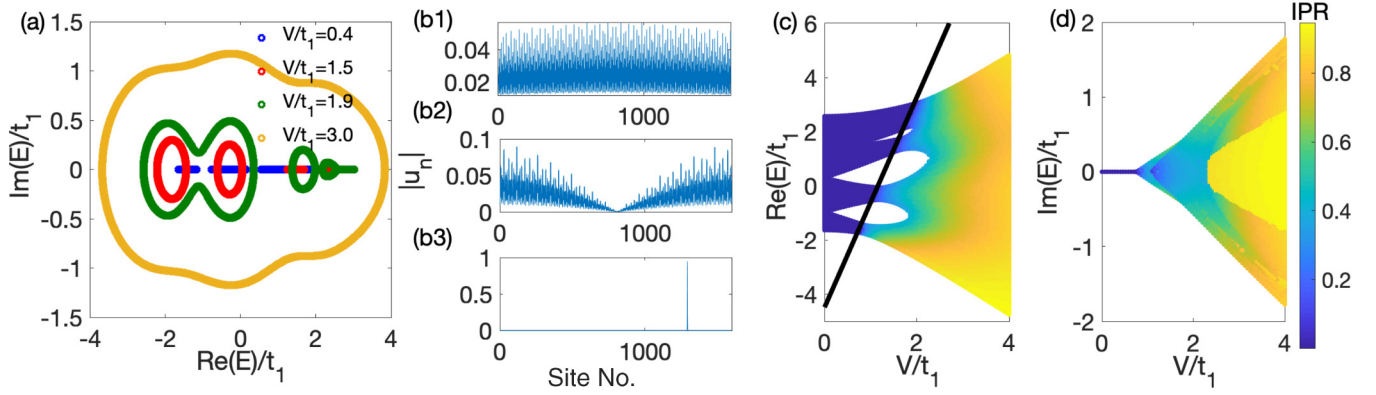 (a)
V/t1=0.4
V/t1=1.5
V/t1=1.9
V/t1=3.0
1.5
1
0.5
0
-0.5
-1
-1.5
Im(E)/t1
-4 -2 0 2 4
Re(E)/t1
(b1)
0.04
0.02
0 1000
(b2)
0.1
0.05
0
|un|
0 1000
(b3)
1
0.5
0
0 1000
Site No.
(c)
6
4
2
0
-2
-4
Re(E)/t1
0 2 4
V/t1
(d)
2
1
0
-1
-2
Im(E)/t1
0 2 4
V/t1
IPR
0.8
0.6
0.4
0.2